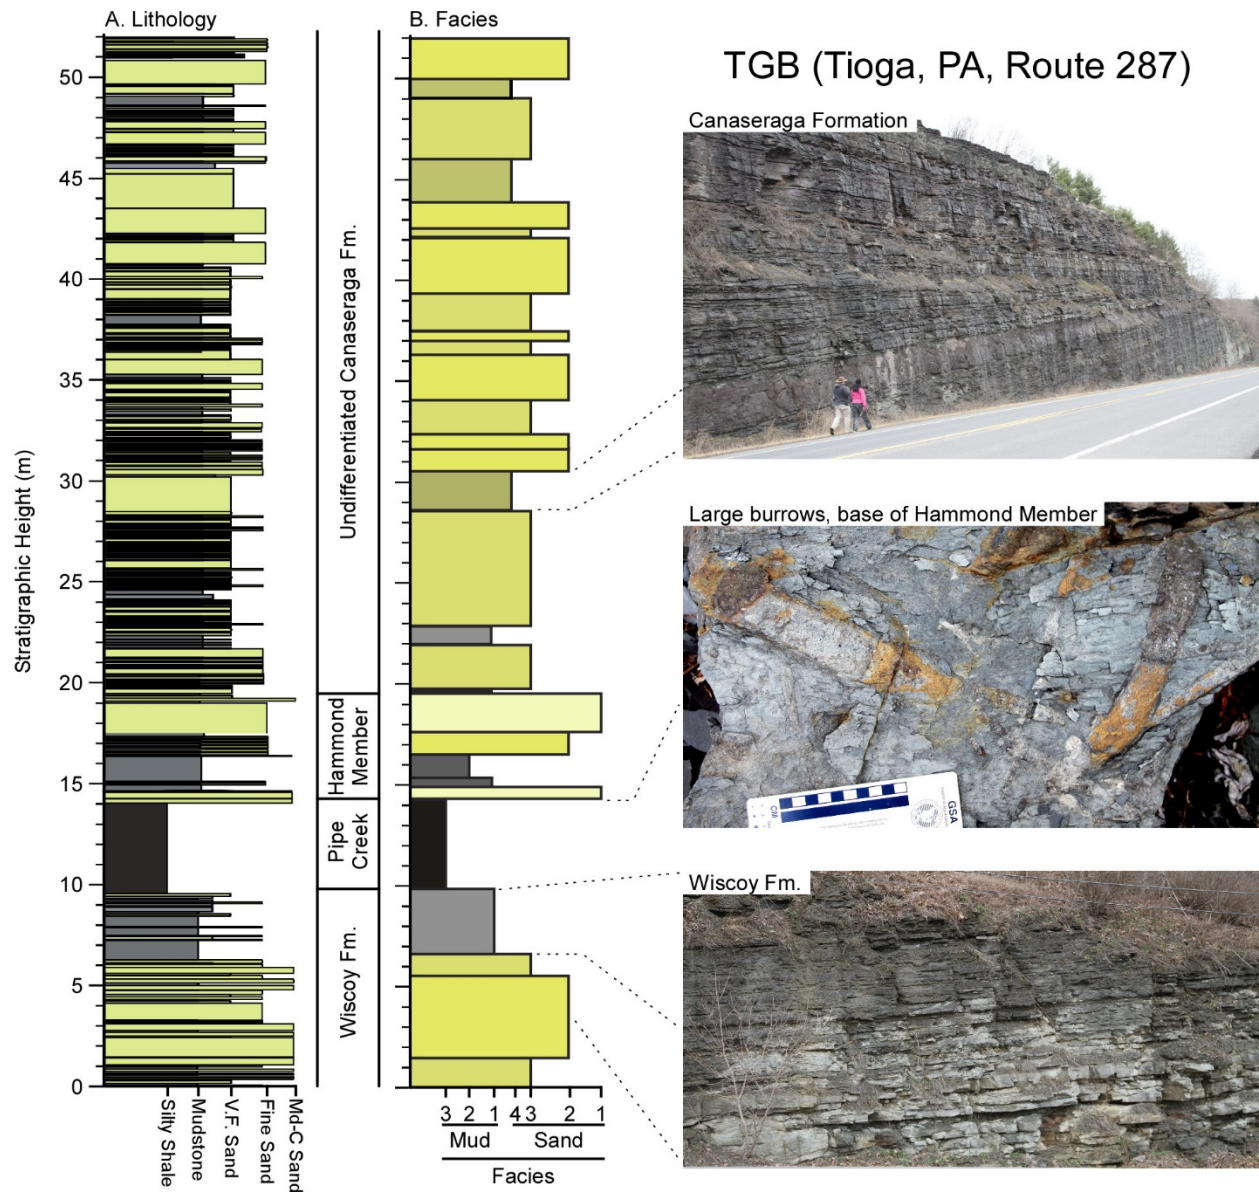 A. Lithology
B. Facies
TGB (Tioga, PA, Route 287)
Canaseraga Formation
Large burrows, base of Hammond Member
Wiscoy Fm.
Stratigraphic Height (m)
50
45
40
35
30
25
20
15
10
5
0
Silty Shale
Mudstone
V.F. Sand
Fine Sand
Md-C Sand
Undifferentiated Canaseraga Fm.
Hammond
Member
Pipe
Creek
Wiscoy Fm.
3 2 1 4 3 2 1
Mud Sand
Facies
CM
GSA